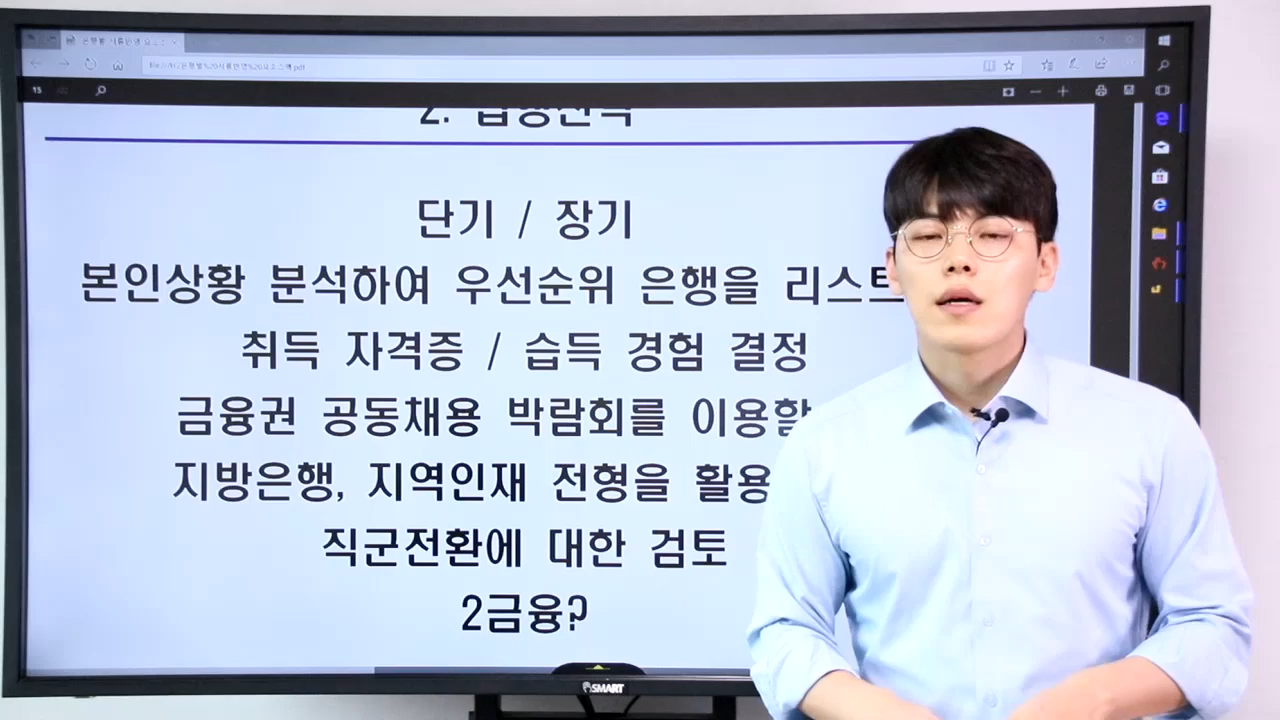 15
단기 / 장기
본인상황 분석하여 우선순위 은행을 리스트
취득 자격증 / 습득 경험 결정
금융권 공동채용 박람회를 이용할
지방은행, 지역인재 전형을 활용
직군전환에 대한 검토
2금융?
SMART